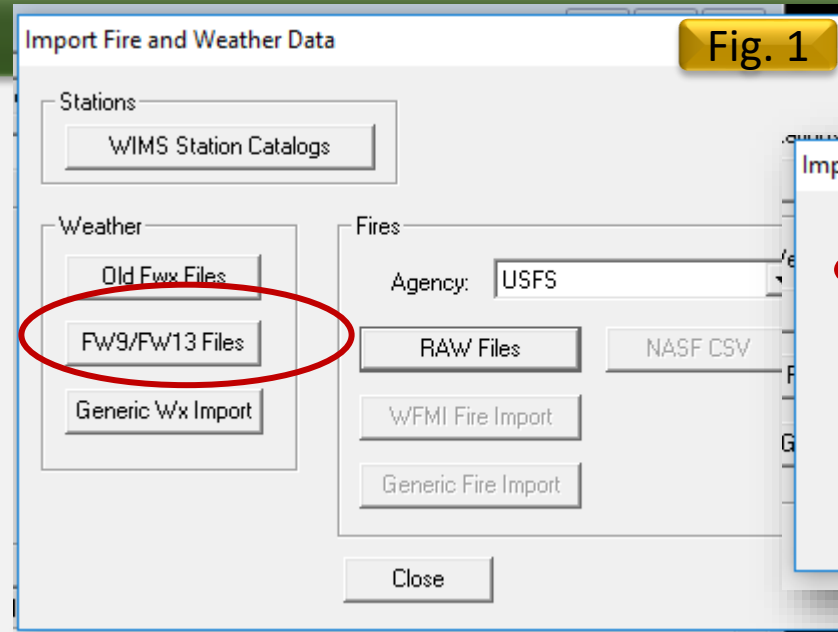 Import Fire and Weather Data
Fig. 1
Stations
WIMS Station Catalogs
Imp
Weather
Fires
Old Fwx Files
Agency:
USFS
FW9/FW13 Files
RAW Files
NASF CSV
Generic Wx Import
WFMI Fire Import
Generic Fire Import
Close